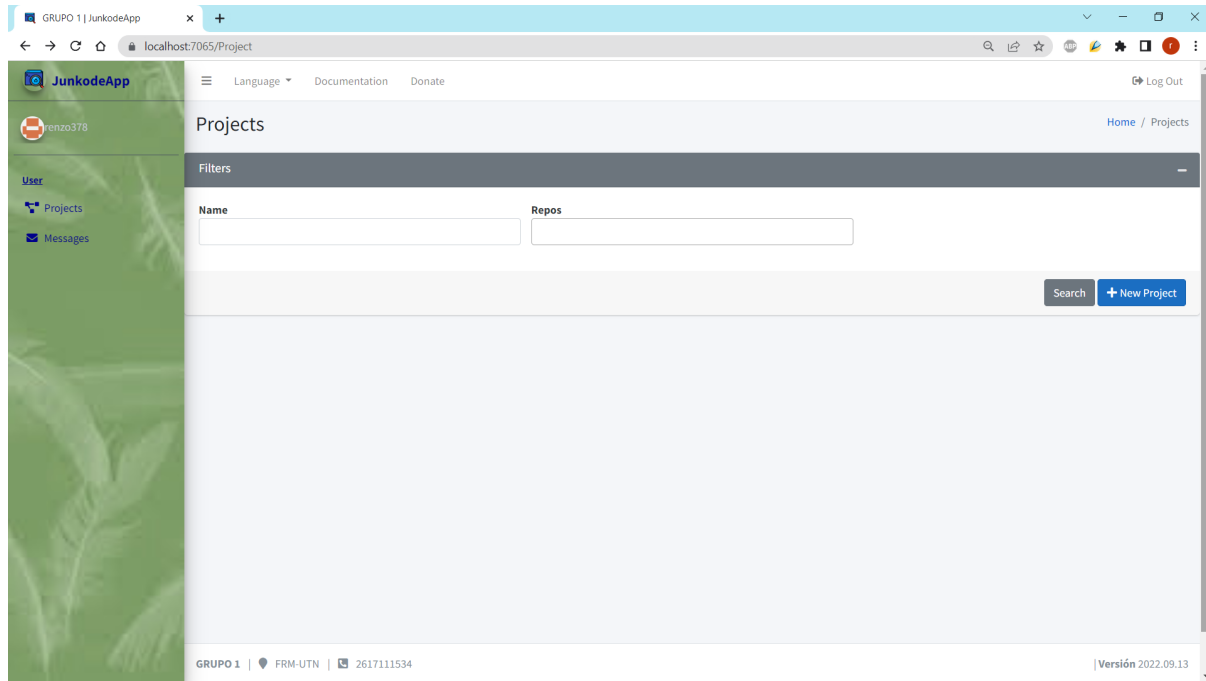 GRUPO 1 | JunkodeApp
localhost:7065/Project
ABP
r
JunkodeApp
Language
Documentation
Donate
Log Out
renzo378
Projects
Home / Projects
Filters
User
Projects
Messages
Name
Repos
Search
New Project
GRUPO 1 | FRM-UTN | 2617111534
| Versión 2022.09.13